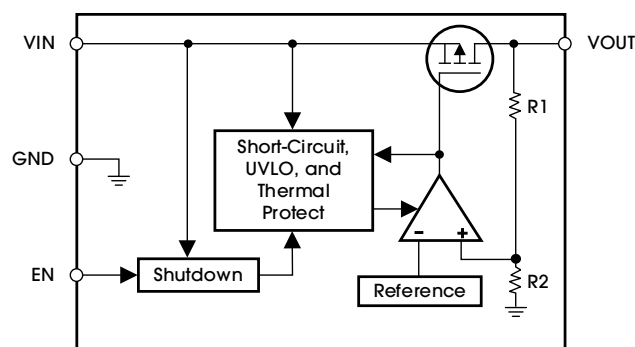 VIN
VOUT
R1
GND
Short-Circuit,
UVLO, and
Thermal
Protect
- +
EN
Shutdown
Reference
R2